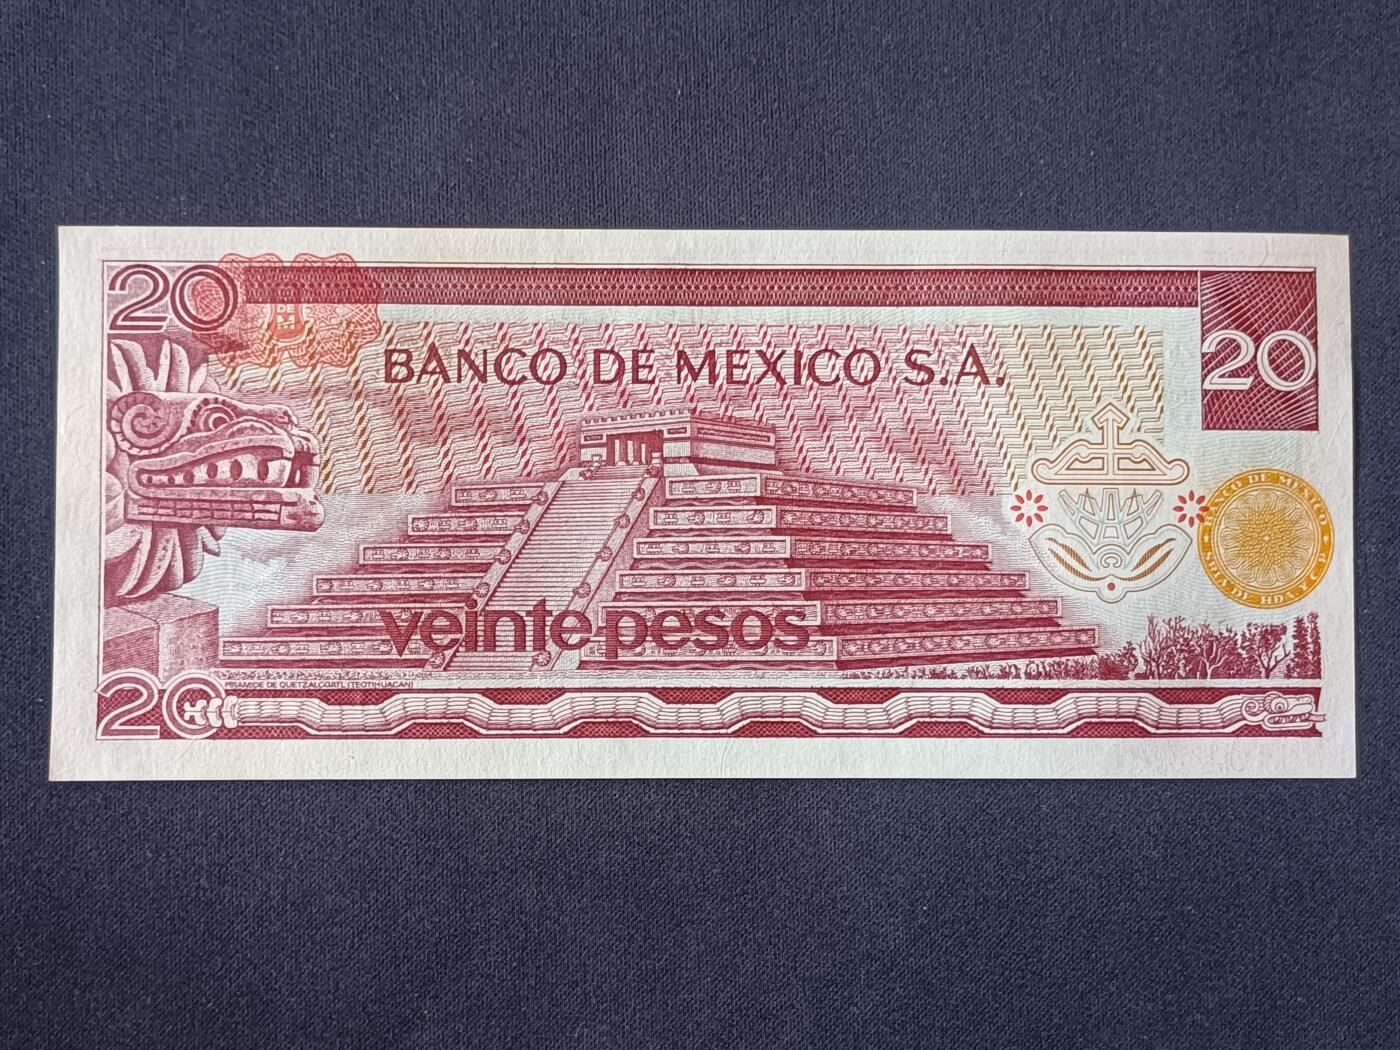 20
20
BANCO DE MEXICO S.A.
BANCO DE MEXICO
veinte pesos
PIRAMIDE DE QUETZALCOATL (TEOTIHUACAN)
20